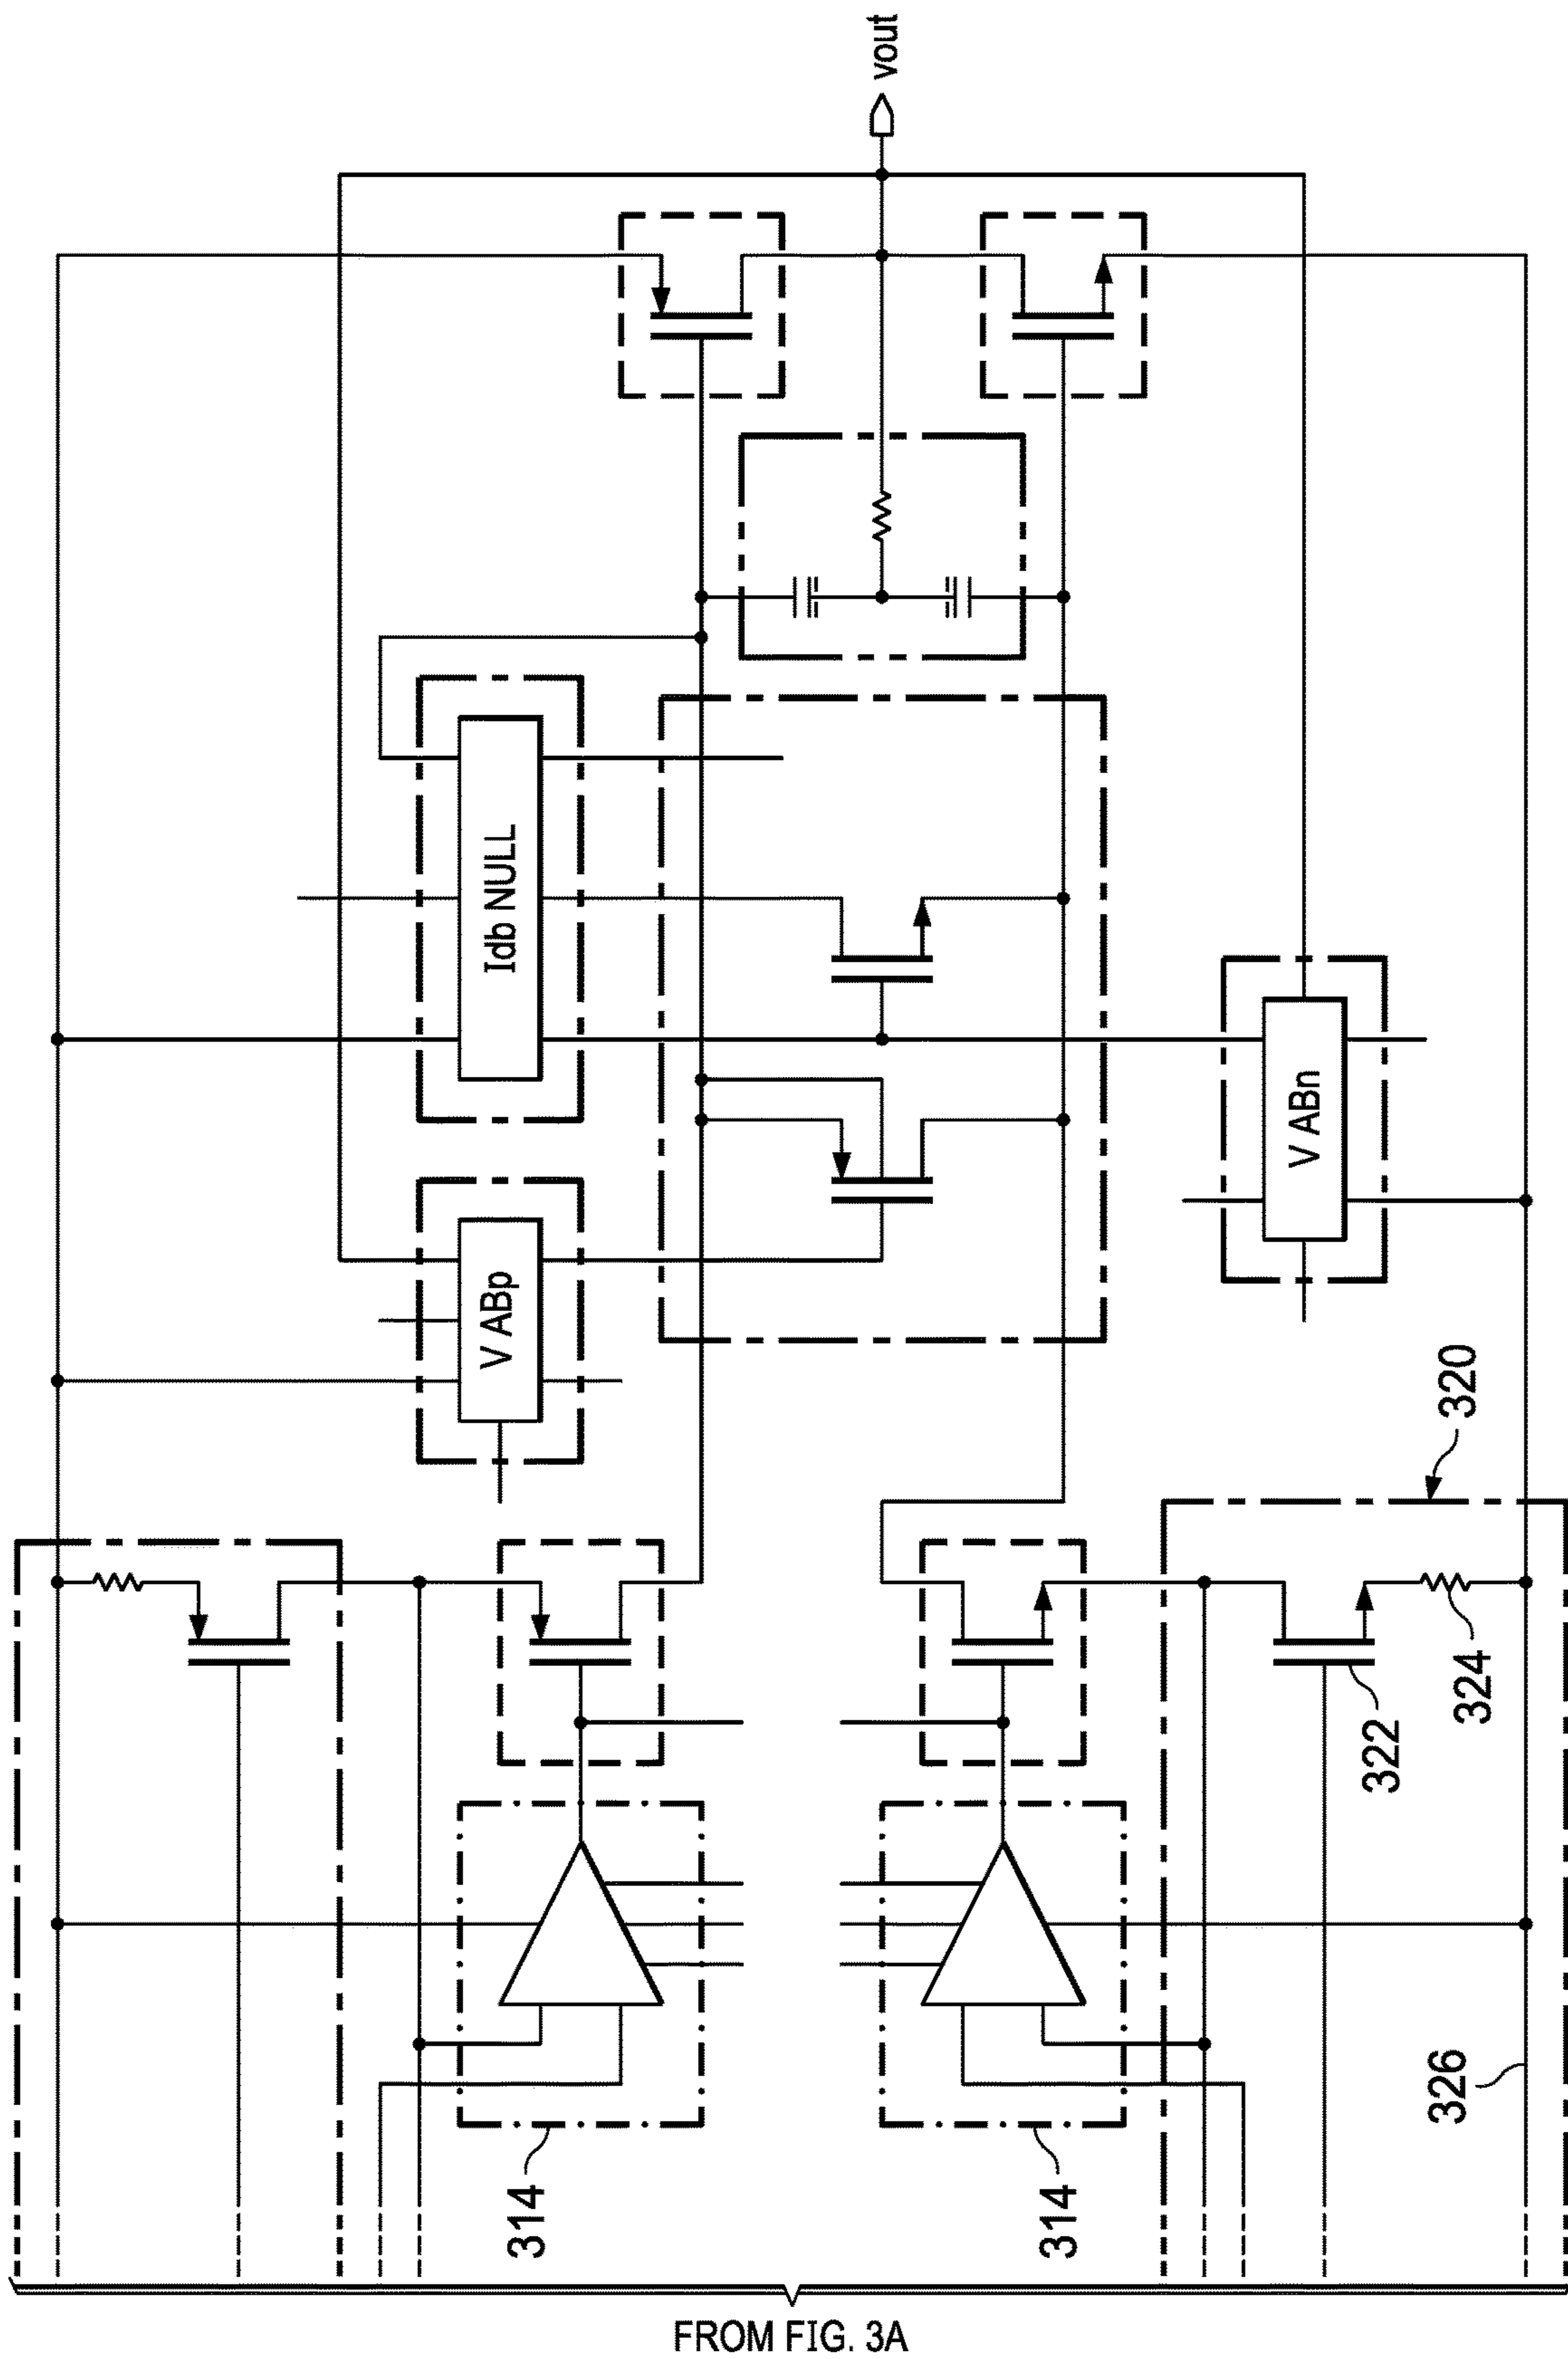 vout
Idb NULL
V ABp
V ABn
320
324
322
326
314
314
FROM FIG. 3A